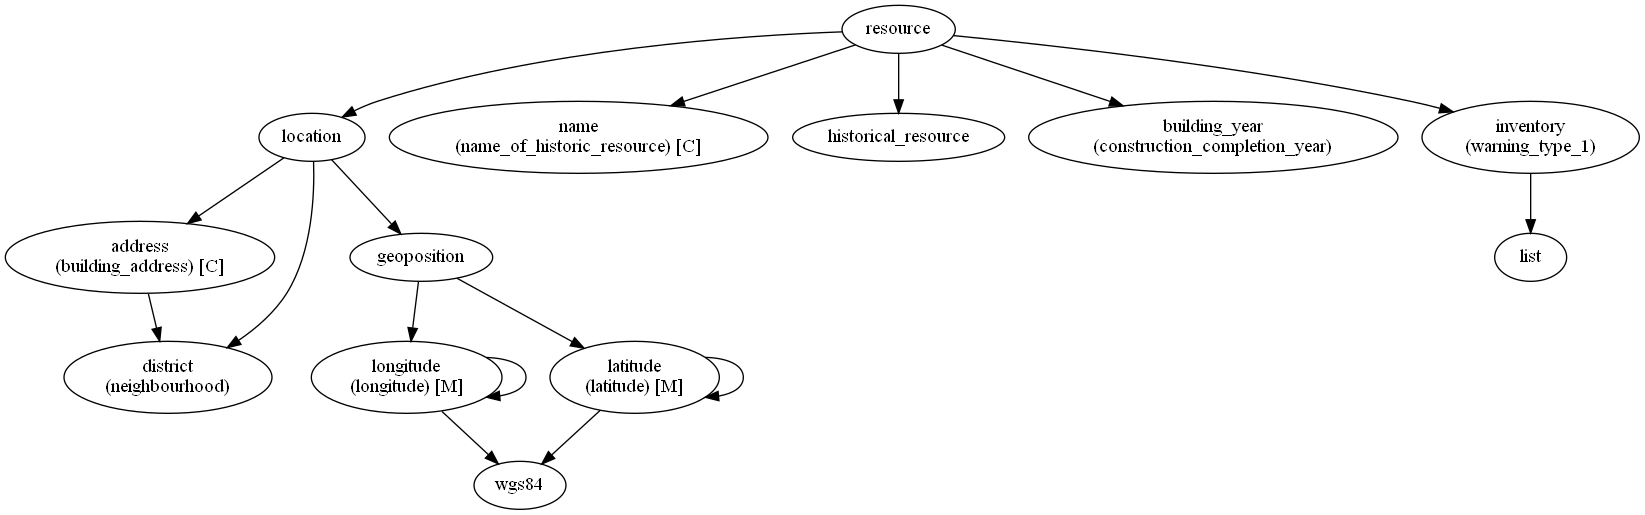 resource
location
name
(name_of_historic_resource) [C]
historical_resource
building_year
(construction_completion_year)
inventory
(warning_type_1)
address
(building_address) [C]
geoposition
list
district
(neighbourhood)
longitude
(longitude) [M]
latitude
(latitude) [M]
wgs84